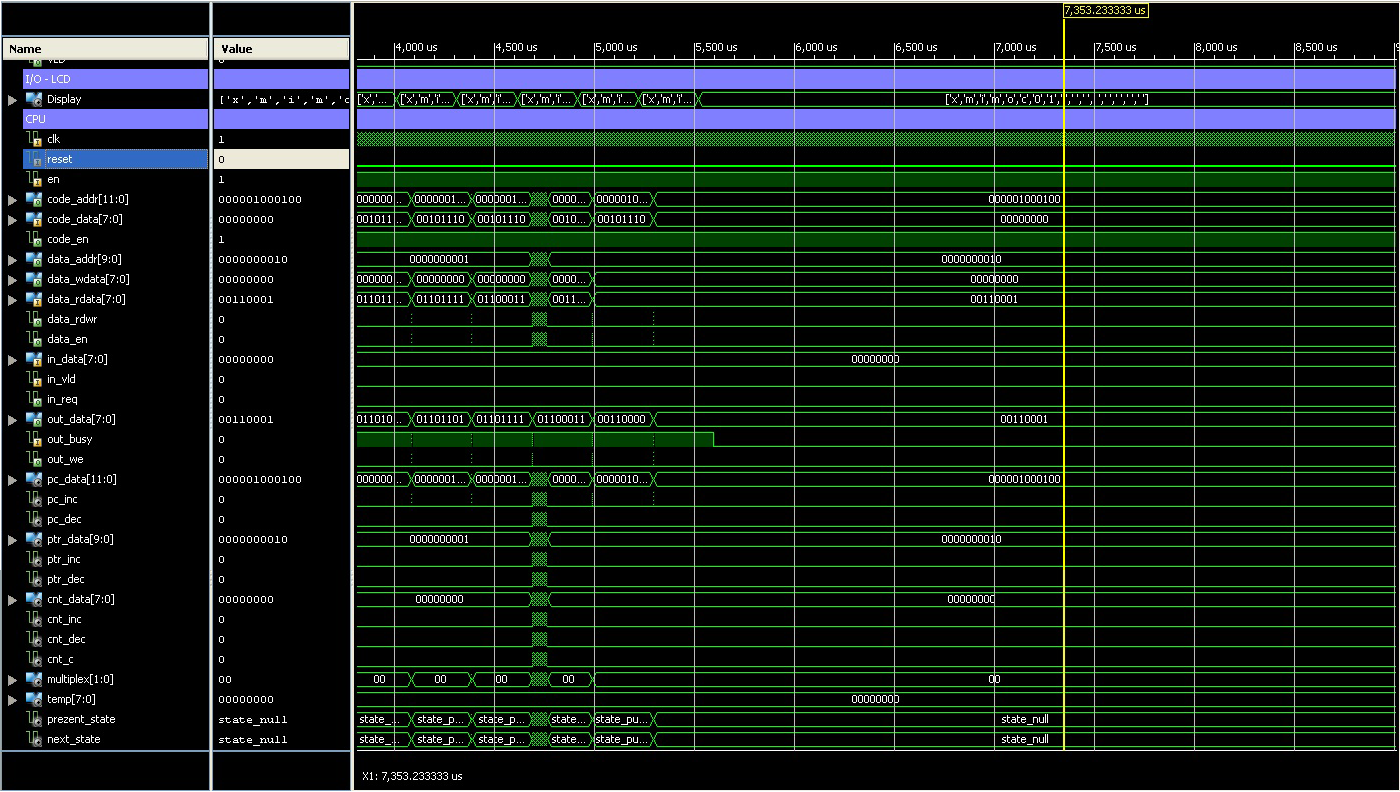 7,353.233333 us
Name Value 4,000 us 4,500 us 5,000 us 5,500 us 6,000 us 6,500 us 7,000 us 7,500 us 8,000 us 8,500 us
I/O - LCD
Display ['x','m','i','m','c ['x',... ['x','m','i'... ['x','m','i'... ['x','m','i'... ['x','m','i'... ['x','m','i'... ['x','m','i','m','o','c','0','1',' ',' ',' ',' ',' ',' ',' ',' ']
CPU
clk 1
reset 0
en 1
code_addr[11:0] 000001000100 000000 ... 0000001... 0000001... 0000... 0000010... 000001000100
code_data[7:0] 00000000 001011 ... 00101110 00101110 0010... 00101110 00000000
code_en 1
data_addr[9:0] 0000000010 0000000001 0000000010
data_wdata[7:0] 00000000 000000 ... 00000000 00000000 0000... 00000000
data_rdata[7:0] 00110001 011011 ... 01101111 01100011 0011... 00110001
data_rdwr 0
data_en 0
in_data[7:0] 00000000 00000000
in_vld 0
in_req 0
out_data[7:0] 00110001 011010 ... 01101101 01101111 01100011 00110000 00110001
out_busy 0
out_we 0
pc_data[11:0] 000001000100 000000 ... 0000001... 0000001... 0000... 0000010... 000001000100
pc_inc 0
pc_dec 0
ptr_data[9:0] 0000000010 0000000001 0000000010
ptr_inc 0
ptr_dec 0
cnt_data[7:0] 00000000 00000000 00000000
cnt_inc 0
cnt_dec 0
cnt_c 0
multiplex[1:0] 00 00 00 00 00 00
temp[7:0] 00000000 00000000
prezent_state state_null state_... state_p... state_p... state... state_pu... state_null
next_state state_null state_... state_p... state_p... state... state_pu... state_null
X1: 7,353.233333 us